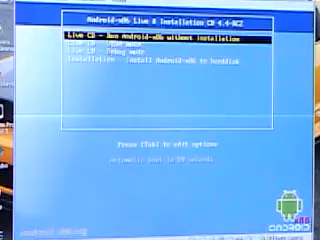 Android-x86 Live & Installation CD 4.4-RC2
Live CD - Run Android-x86 without installation
Live CD - VESA mode
Live CD - Debug mode
Installation - Install Android-x86 to harddisk
Press [Tab] to edit options
Automatic boot in seconds
android-x86.org
x86
ANDROID